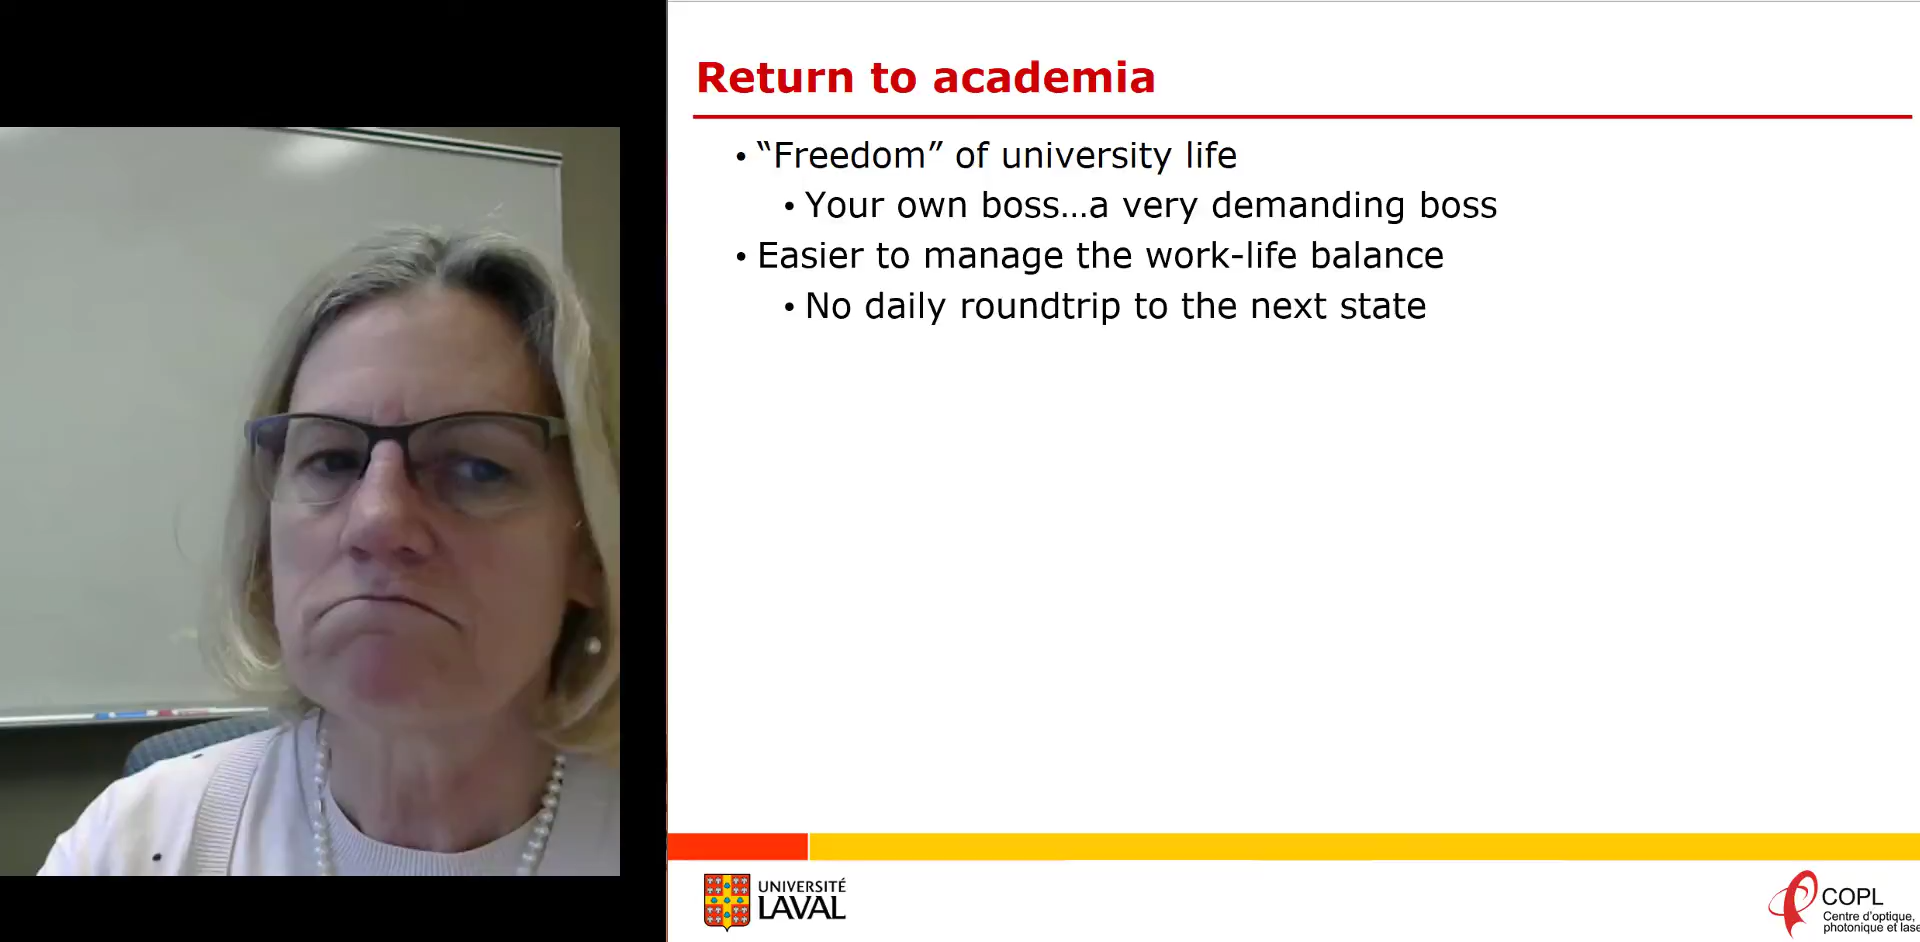 Return to academia
• “Freedom” of university life
• Your own boss…a very demanding boss
• Easier to manage the work-life balance
• No daily roundtrip to the next state
UNIVERSITÉ
LAVAL
COPL
Centre d'optique,
photonique et lase